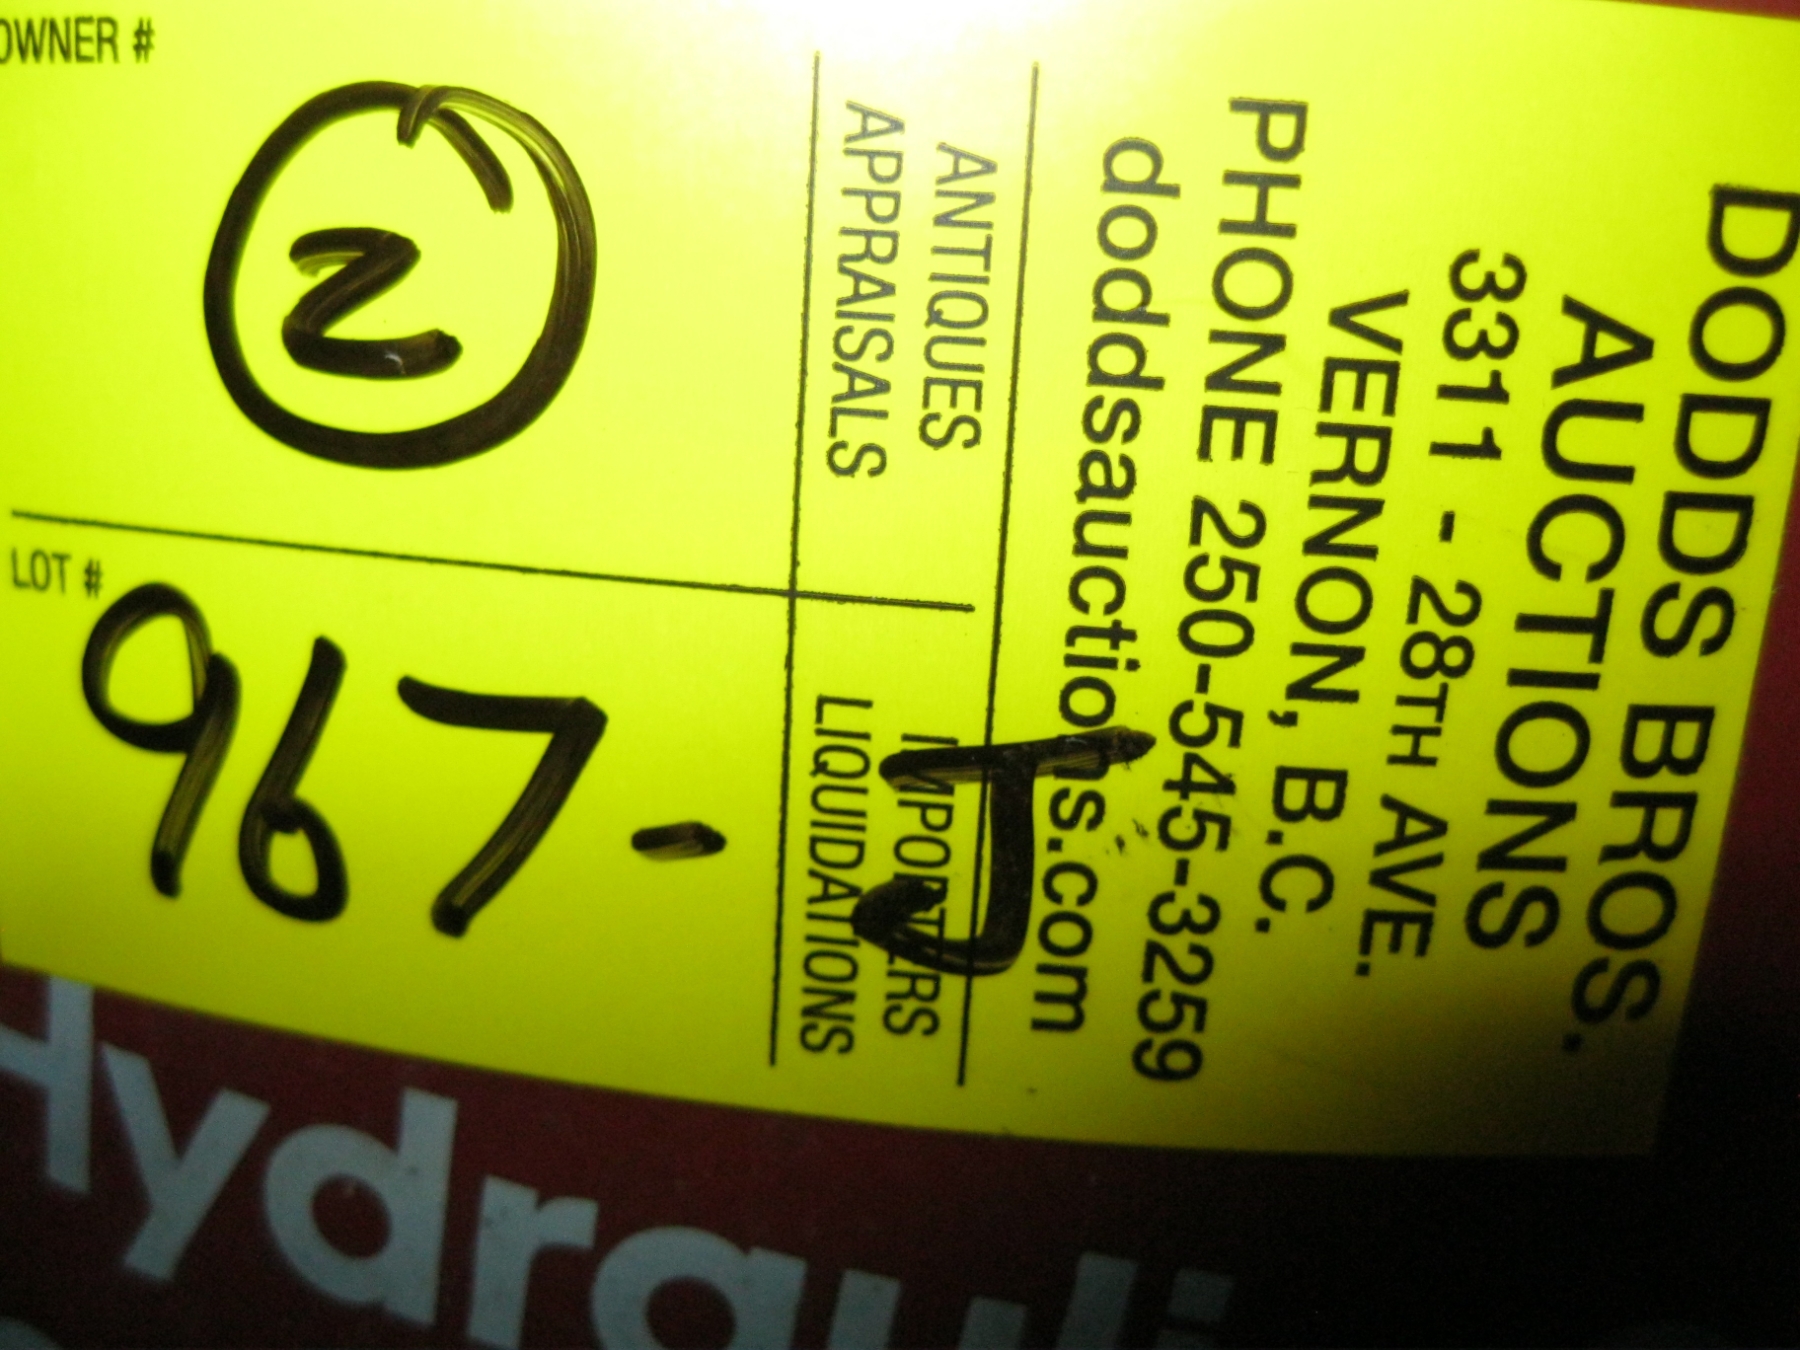 DODDS BROS.
AUCTIONS
3311 - 28TH AVE.
VERNON, B.C.
PHONE 250-545-3259
doddsauctions.com
ANTIQUES
APPRAISALS
IMPORTERS
LIQUIDATIONS
OWNER #
2
LOT #
967-J
Hydrauli